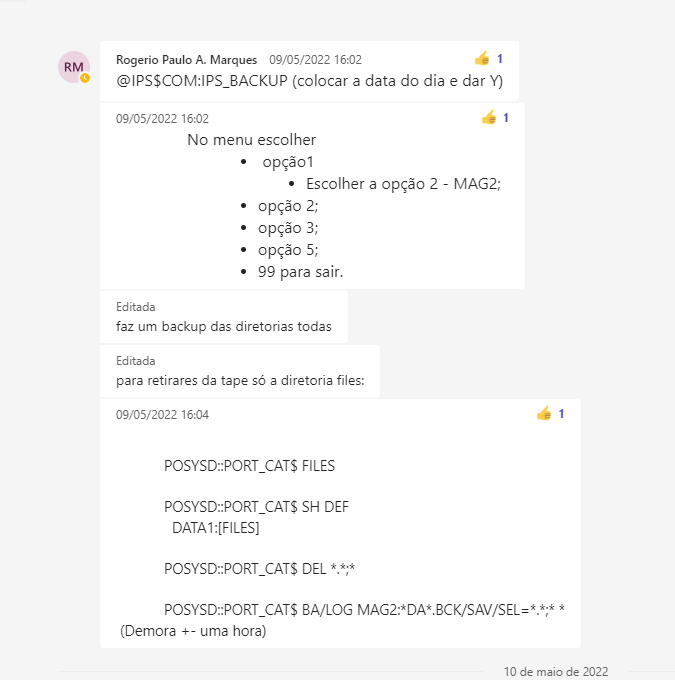 RM
Rogerio Paulo A. Marques 09/05/2022 16:02 👍 1
@IPS$COM:IPS_BACKUP (colocar a data do dia e dar Y)
09/05/2022 16:02 👍 1
No menu escolher
• opção1
• Escolher a opção 2 - MAG2;
• opção 2;
• opção 3;
• opção 5;
• 99 para sair.
Editada
faz um backup das diretorias todas
Editada
para retirares da tape só a diretoria files:
09/05/2022 16:04 👍 1
POSYSD::PORT_CAT$ FILES
POSYSD::PORT_CAT$ SH DEF
DATA1:[FILES]
POSYSD::PORT_CAT$ DEL *.*;*
POSYSD::PORT_CAT$ BA/LOG MAG2:*DA*.BCK/SAV/SEL=*.*;* *
(Demora +- uma hora)
10 de maio de 2022